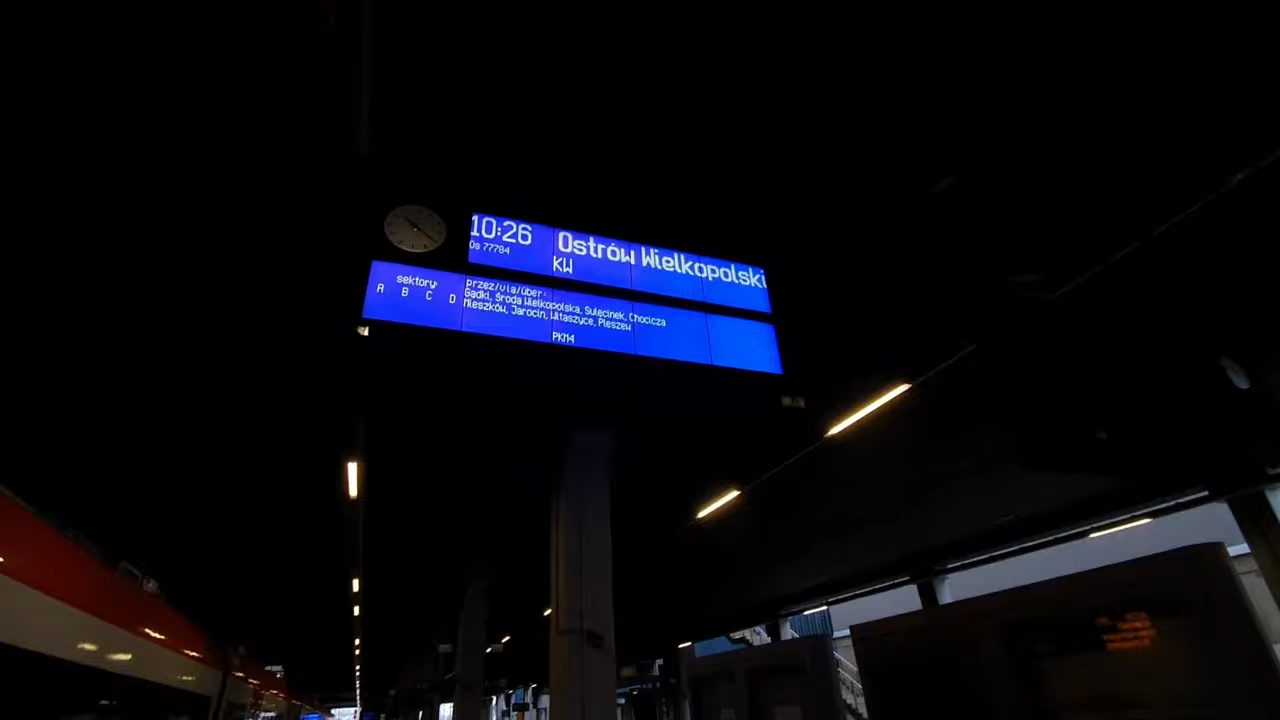 10:26 Ostrów Wielkopolski
Os 77784
KW
sektory:
A B C D
przez/via/über:
Gądki, Środa Wielkopolska, Sulęcinek, Chocicza
Mieszków, Jarocin, Witaszyce, Pleszew
PKM4